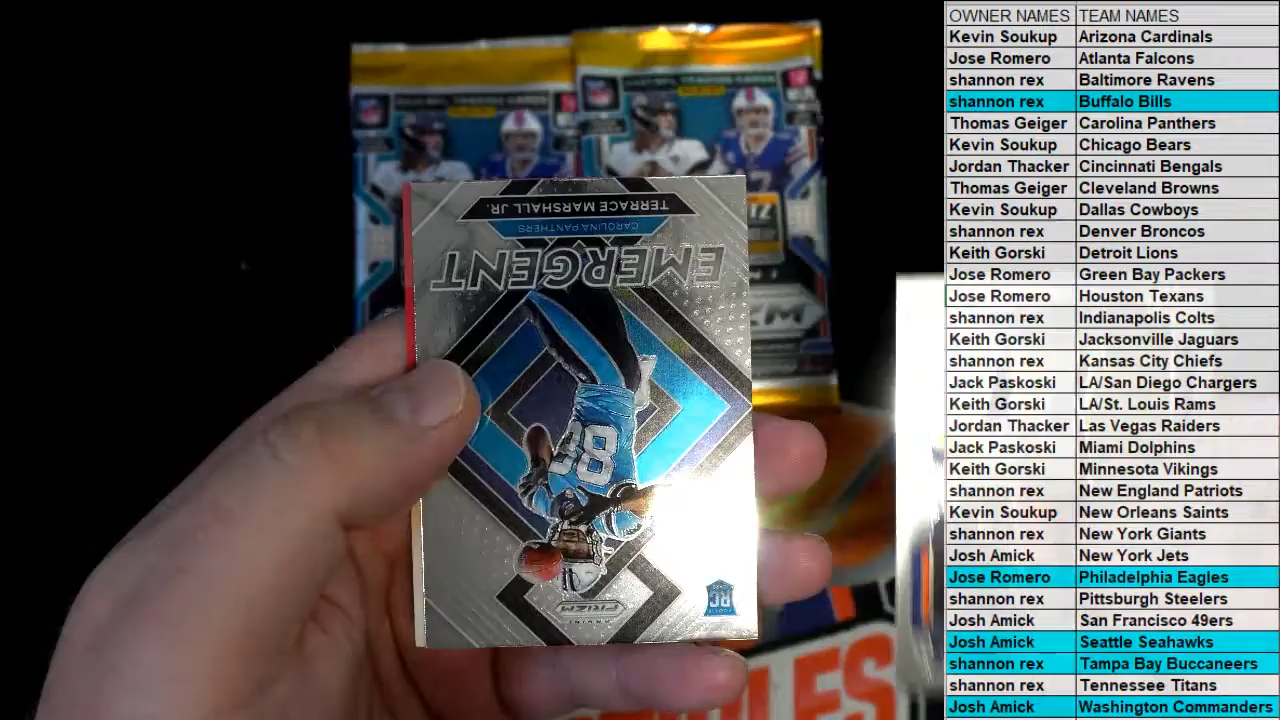 OWNER NAMES TEAM NAMES
Kevin Soukup Arizona Cardinals
Jose Romero Atlanta Falcons
shannon rex Baltimore Ravens
shannon rex Buffalo Bills
Thomas Geiger Carolina Panthers
Kevin Soukup Chicago Bears
Jordan Thacker Cincinnati Bengals
Thomas Geiger Cleveland Browns
Kevin Soukup Dallas Cowboys
shannon rex Denver Broncos
Keith Gorski Detroit Lions
Jose Romero Green Bay Packers
Jose Romero Houston Texans
shannon rex Indianapolis Colts
Keith Gorski Jacksonville Jaguars
shannon rex Kansas City Chiefs
Jack Paskoski LA/San Diego Chargers
Keith Gorski LA/St. Louis Rams
Jordan Thacker Las Vegas Raiders
Jack Paskoski Miami Dolphins
Keith Gorski Minnesota Vikings
shannon rex New England Patriots
Kevin Soukup New Orleans Saints
shannon rex New York Giants
Josh Amick New York Jets
Jose Romero Philadelphia Eagles
shannon rex Pittsburgh Steelers
Josh Amick San Francisco 49ers
Josh Amick Seattle Seahawks
shannon rex Tampa Bay Buccaneers
shannon rex Tennessee Titans
Josh Amick Washington Commanders
TERRACE MARSHALL JR.
CAROLINA PANTHERS
EMERGENT
88
PANINI
PRIZM
RC
NFL
NFL
17